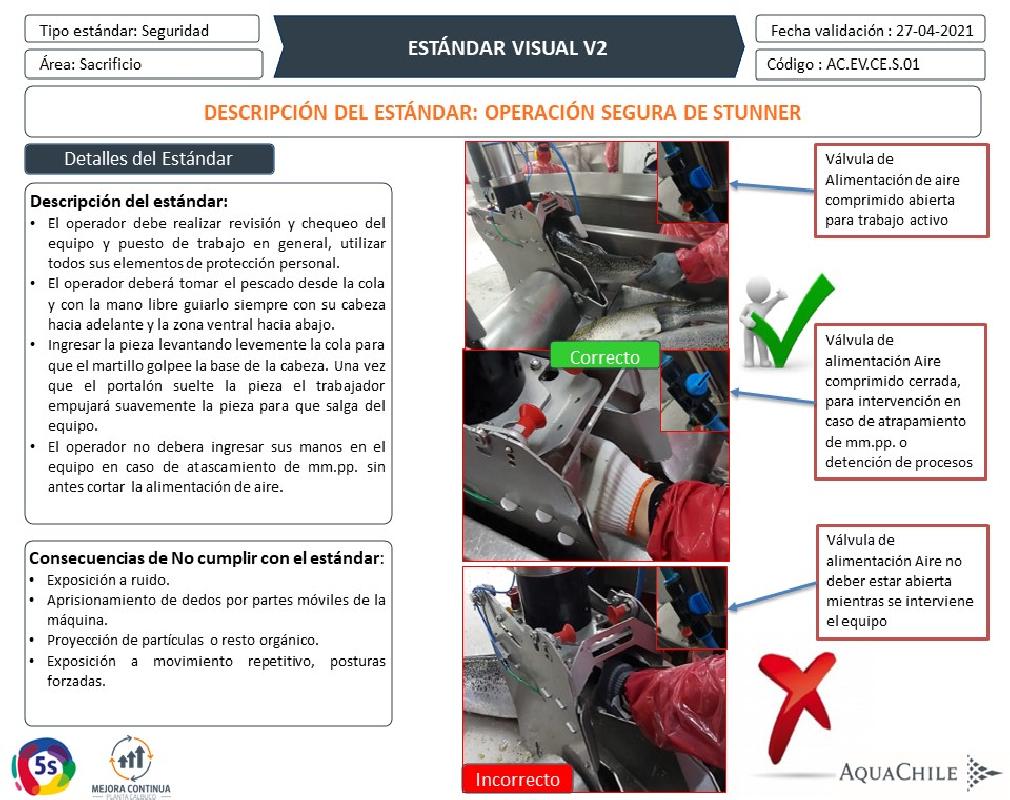 Tipo estándar: Seguridad
Área: Sacrificio
ESTÁNDAR VISUAL V2
Fecha validación : 27-04-2021
Código : AC.EV.CE.S.01
DESCRIPCIÓN DEL ESTÁNDAR: OPERACIÓN SEGURA DE STUNNER
Detalles del Estándar
Descripción del estándar:
• El operador debe realizar revisión y chequeo del
equipo y puesto de trabajo en general, utilizar
todos sus elementos de protección personal.
• El operador deberá tomar el pescado desde la cola
y con la mano libre guiarlo siempre con su cabeza
hacia adelante y la zona ventral hacia abajo.
• Ingresar la pieza levantando levemente la cola para
que el martillo golpee la base de la cabeza. Una vez
que el portalón suelte la pieza el trabajador
empujará suavemente la pieza para que salga del
equipo.
• El operador no debera ingresar sus manos en el
equipo en caso de atascamiento de mm.pp. sin
antes cortar la alimentación de aire.
Consecuencias de No cumplir con el estándar:
• Exposición a ruido.
• Aprisionamiento de dedos por partes móviles de la
máquina.
• Proyección de partículas o resto orgánico.
• Exposición a movimiento repetitivo, posturas
forzadas.
Correcto
Incorrecto
Válvula de
Alimentación de aire
comprimido abierta
para trabajo activo
Válvula de
alimentación Aire
comprimido cerrada,
para intervención en
caso de atrapamiento
de mm.pp. o
detención de procesos
Válvula de
alimentación Aire no
deber estar abierta
mientras se interviene
el equipo
5s
MEJORA CONTINUA
PLANTA CALBUCO
AQUACHILE